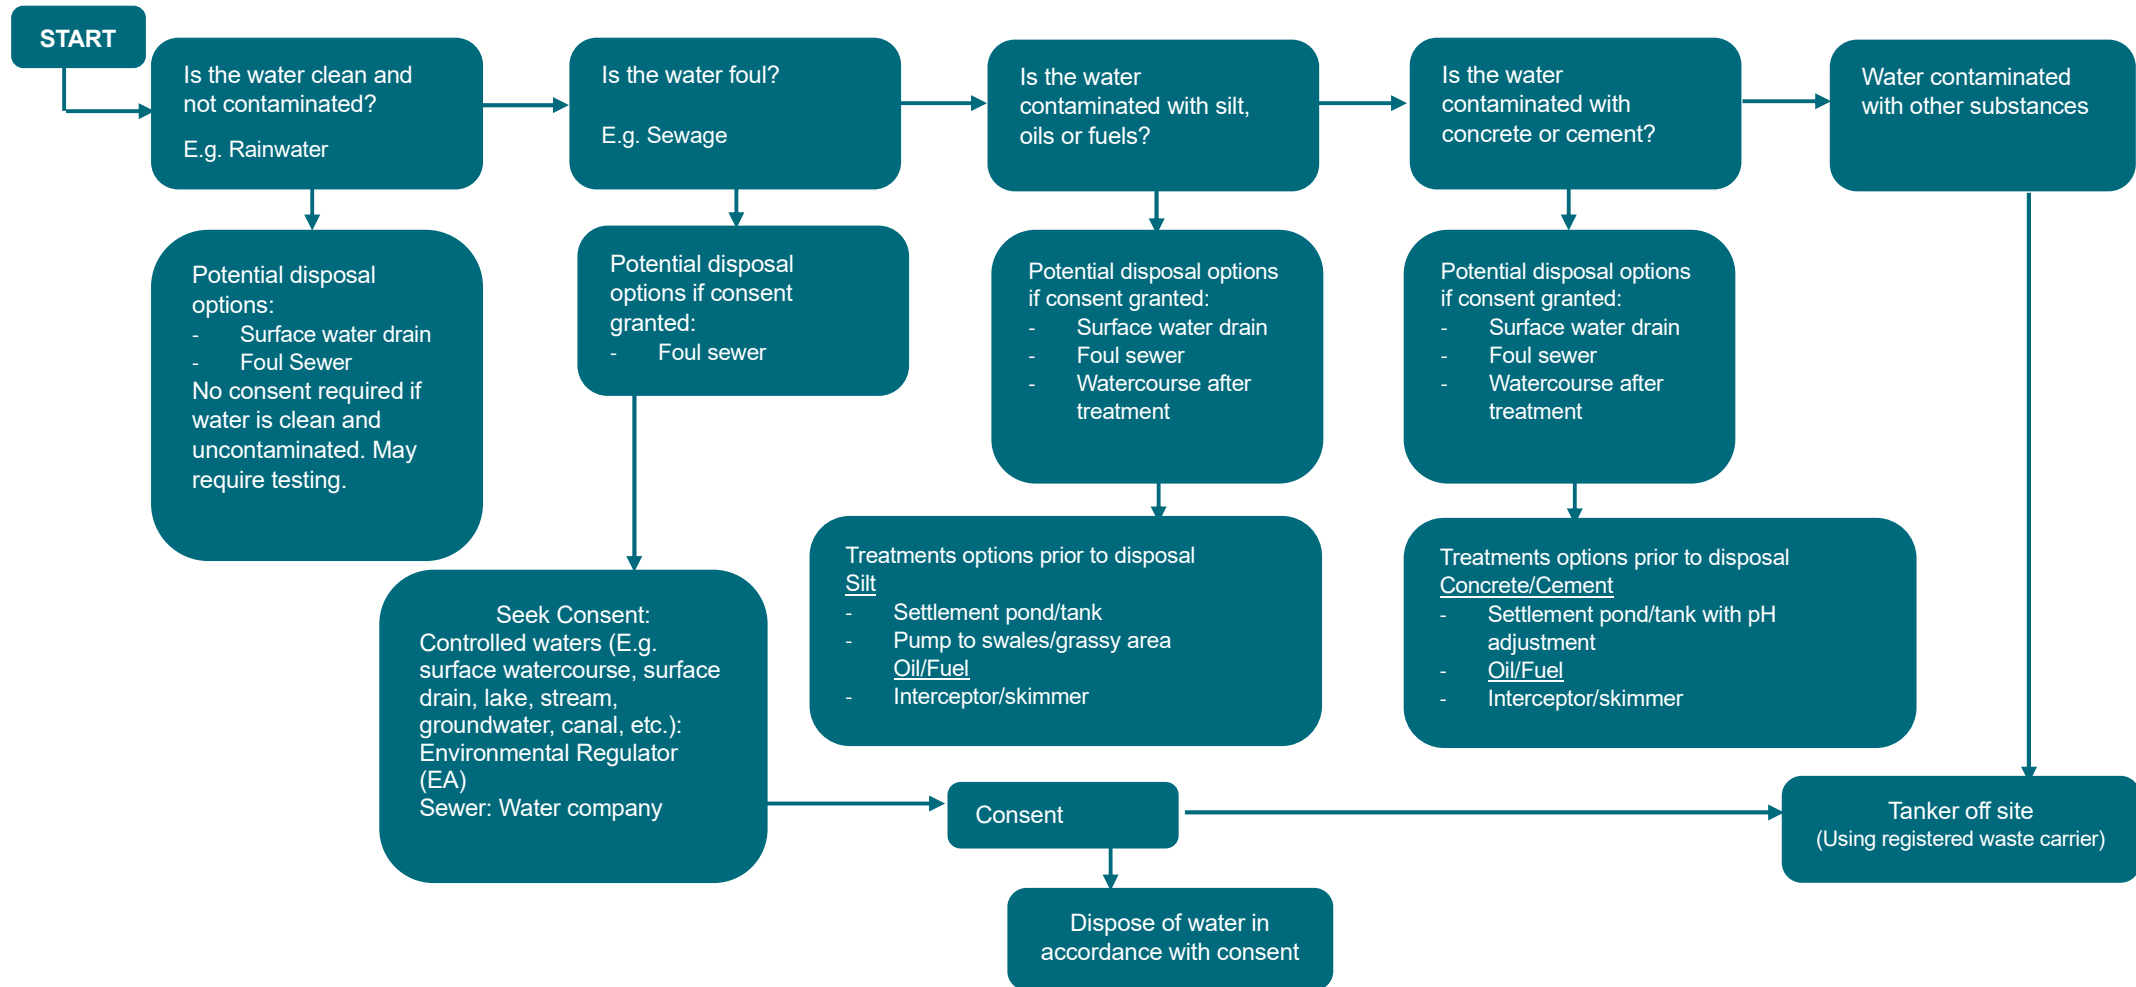 START
Is the water clean and
not contaminated?
E.g. Rainwater
Is the water foul?
E.g. Sewage
Is the water
contaminated with silt,
oils or fuels?
Is the water
contaminated with
concrete or cement?
Water contaminated
with other substances
Potential disposal
options:
- Surface water drain
- Foul Sewer
No consent required if
water is clean and
uncontaminated. May
require testing.
Potential disposal
options if consent
granted:
- Foul sewer
Potential disposal options
if consent granted:
- Surface water drain
- Foul sewer
- Watercourse after
treatment
Potential disposal options
if consent granted:
- Surface water drain
- Foul sewer
- Watercourse after
treatment
Seek Consent:
Controlled waters (E.g.
surface watercourse, surface
drain, lake, stream,
groundwater, canal, etc.):
Environmental Regulator
(EA)
Sewer: Water company
Treatments options prior to disposal
Silt
- Settlement pond/tank
- Pump to swales/grassy area
Oil/Fuel
- Interceptor/skimmer
Treatments options prior to disposal
Concrete/Cement
- Settlement pond/tank with pH
adjustment
- Oil/Fuel
- Interceptor/skimmer
Consent
Tanker off site
(Using registered waste carrier)
Dispose of water in
accordance with consent